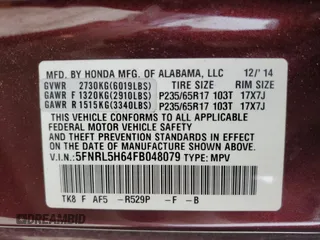 MFD. BY HONDA MFG. OF ALABAMA, LLC 12/'14
GVWR 2730KG(6019LBS) TIRE SIZE RIM SIZE
GAWR F 1320KG(2910LBS) P235/65R17 103T 17X7J
GAWR R 1515KG(3340LBS) P235/65R17 103T 17X7J
THIS VEHICLE CONFORMS TO ALL APPLICABLE
FEDERAL MOTOR VEHICLE SAFETY, BUMPER,
AND THEFT PREVENTION STANDARDS IN EFFECT
ON THE DATE OF MANUFACTURE SHOWN ABOVE.
V.I.N:5FNRL5H64FB048079 TYPE: MPV
TK8 F AF5 -R529P -F -B
DREAMBID